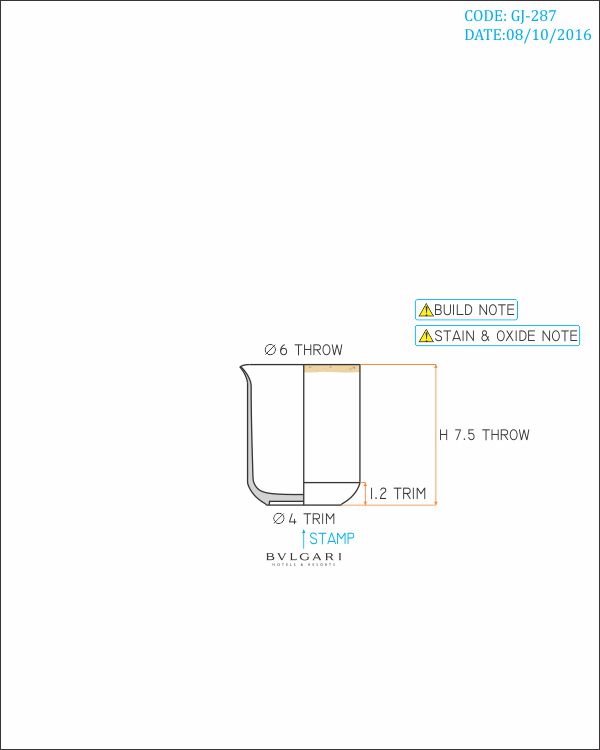 CODE: GJ-287
DATE:08/10/2016
BUILD NOTE
STAIN & OXIDE NOTE
Ø 6 THROW
H 7.5 THROW
1.2 TRIM
Ø 4 TRIM
STAMP
BVLGARI
HOTELS & RESORTS